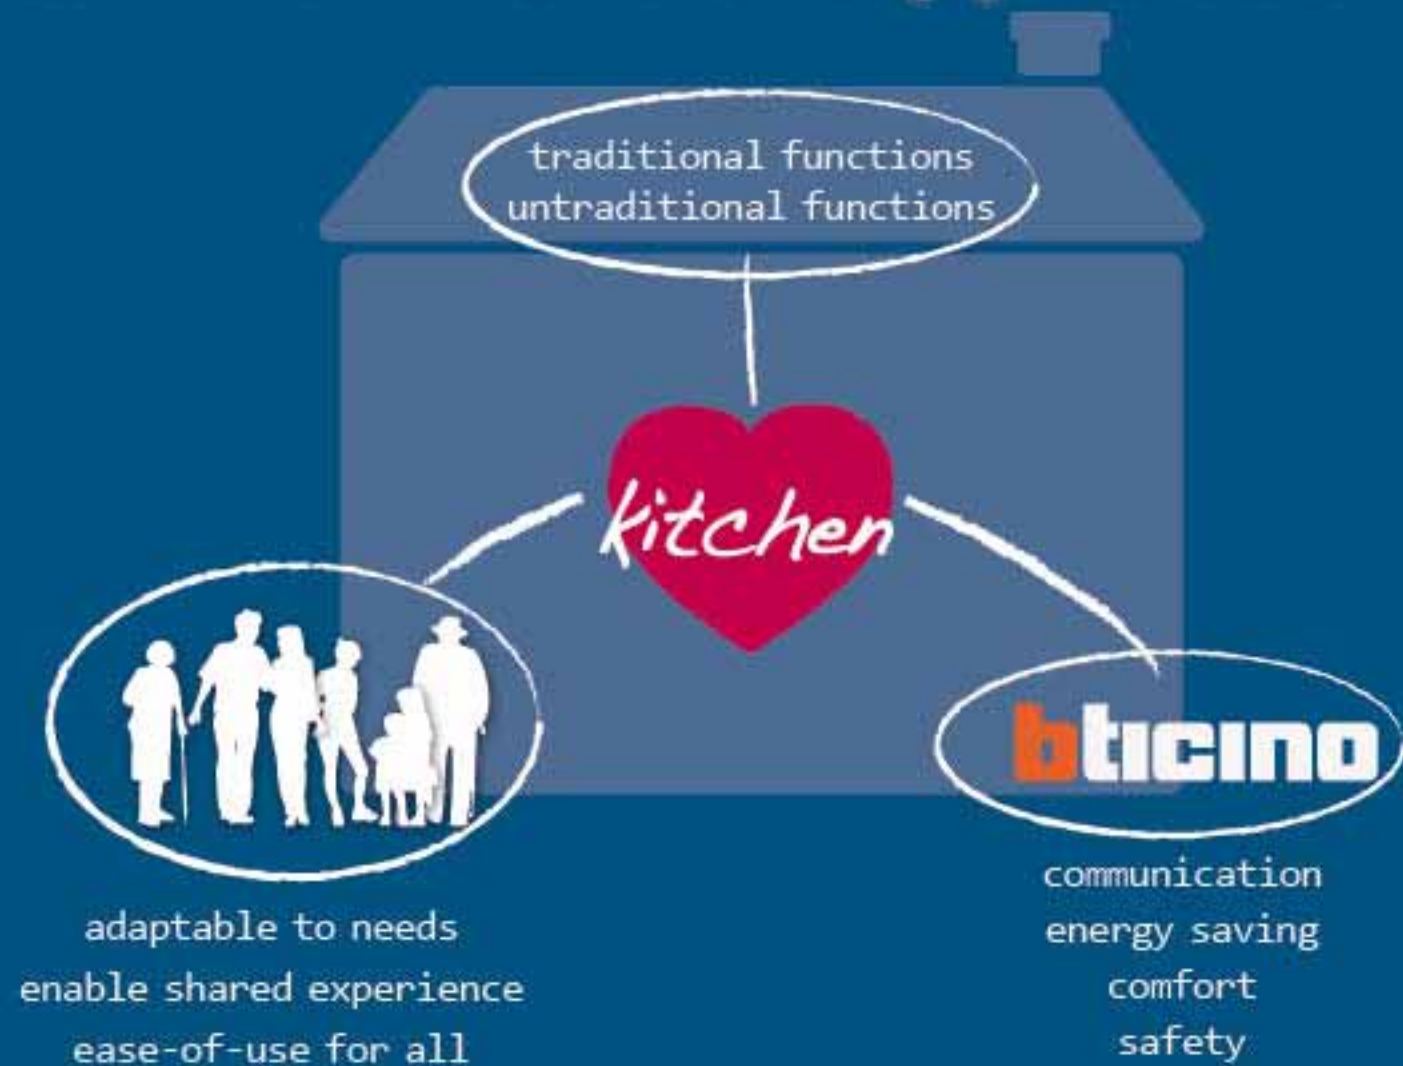 traditional functions
untraditional functions
kitchen
bticino
adaptable to needs
enable shared experience
ease-of-use for all
communication
energy saving
comfort
safety